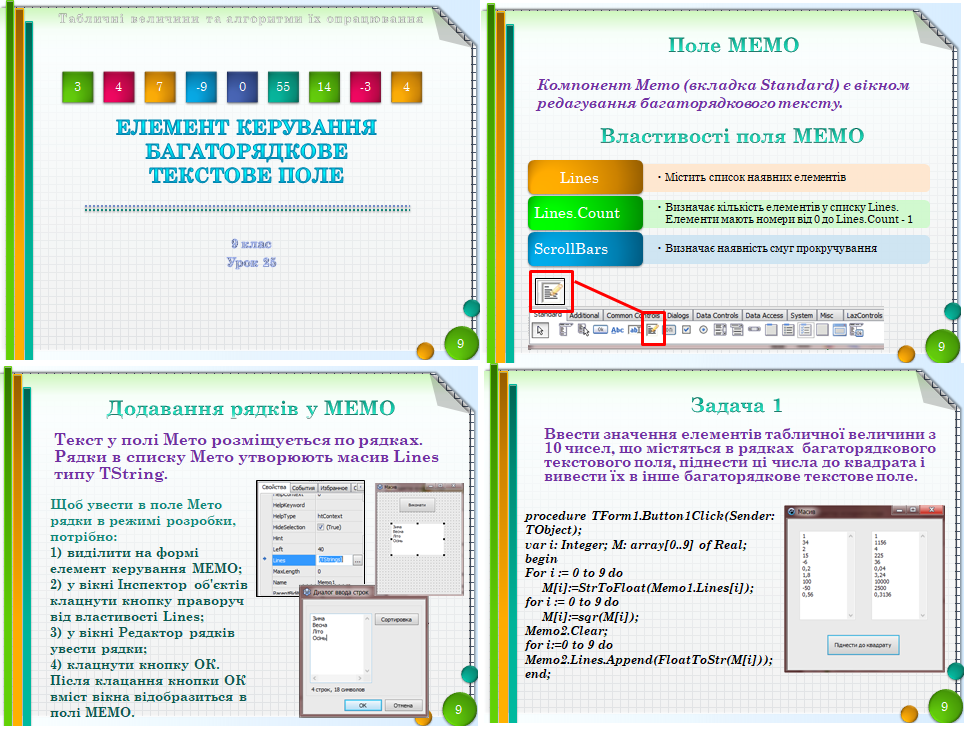 Табличні величини та алгоритми їх опрацювання
3 4 7 -9 0 55 14 -3 4
ЕЛЕМЕНТ КЕРУВАННЯ
БАГАТОРЯДКОВЕ
ТЕКСТОВЕ ПОЛЕ
9 клас
Урок 25
9
Поле MEMO
Компонент Memo (вкладка Standard) є вікном
редагування багаторядкового тексту.
Властивості поля MEMO
Lines
• Містить список наявних елементів
Lines.Count
• Визначає кількість елементів у списку Lines.
Елементи мають номери від 0 до Lines.Count - 1
ScrollBars
• Визначає наявність смуг прокручування
Standard Additional Common Controls Dialogs Data Controls Data Access System Misc LazControls
Ok Abc
9
Додавання рядків у MEMO
Текст у полі Memo розміщується по рядках.
Рядки в списку Memo утворюють масив Lines
типу TString.
Щоб увести в поле Memo
рядки в режимі розробки,
потрібно:
1) виділити на формі
елемент керування MEMO;
2) у вікні Інспектор об'єктів
клацнути кнопку праворуч
від властивості Lines;
3) у вікні Редактор рядків
увести рядки;
4) клацнути кнопку ОК.
Після клацання кнопки ОК
вміст вікна відобразиться в
полі MEMO.
Свойства События Избранное
HelpContext 0
HelpKeyword
HelpType htContext
HideSelection (True)
Hint
Left 40
Lines (TStrings)
MaxLength 0
Name Memo1
Масив
Зима
Весна
Літо
Осінь
Диалог ввода строк
Зима
Весна
Літо
Осінь
Сортировка
4 строк, 18 символов
ОК
Отмена
9
Задача 1
Ввести значення елементів табличної величини з
10 чисел, що містяться в рядках багаторядкового
текстового поля, піднести ці числа до квадрата і
вивести їх в інше багаторядкове текстове поле.
procedure TForm1.Button1Click(Sender:
TObject);
var i: Integer; M: array[0..9] of Real;
begin
For i := 0 to 9 do
M[i]:=StrToFloat(Memo1.Lines[i]);
for i := 0 to 9 do
M[i]:=sqr(M[i]);
Memo2.Clear;
for i:=0 to 9 do
Memo2.Lines.Append(FloatToStr(M[i]));
end;
Масив
1
34
2
15
-6
0,2
1,8
100
-50
0,56
1
1156
4
225
36
0,04
3,24
10000
2500
0,3136
Піднести до квадрату
9